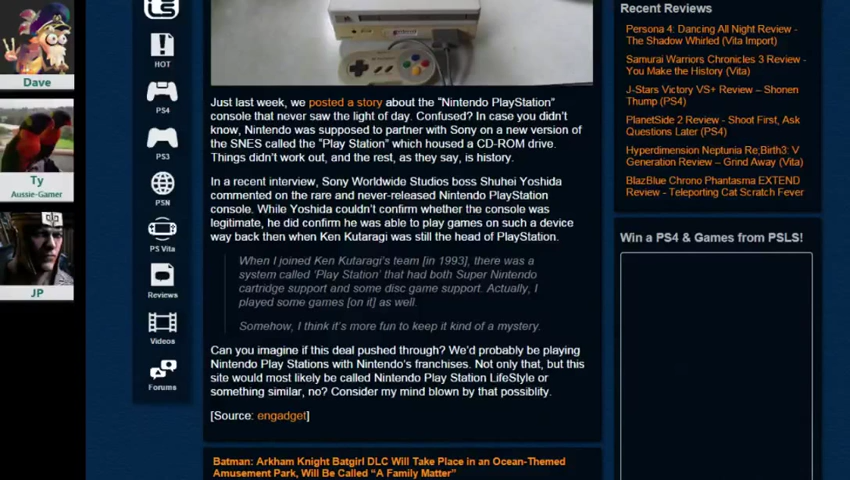 Dave
Ty
Aussie-Gamer
JP
HOT
PS4
PS3
PSN
PS Vita
Reviews
Videos
Forums
Just last week, we posted a story about the "Nintendo PlayStation"
console that never saw the light of day. Confused? In case you didn't
know, Nintendo was supposed to partner with Sony on a new version of
the SNES called the "Play Station" which housed a CD-ROM drive.
Things didn't work out, and the rest, as they say, is history.
In a recent interview, Sony Worldwide Studios boss Shuhei Yoshida
commented on the rare and never-released Nintendo PlayStation
console. While Yoshida couldn't confirm whether the console was
legitimate, he did confirm he was able to play games on such a device
way back then when Ken Kutaragi was still the head of PlayStation.
When I joined Ken Kutaragi's team [in 1993], there was a
system called 'Play Station' that had both Super Nintendo
cartridge support and some disc game support. Actually, I
played some games [on it] as well.
Somehow, I think it's more fun to keep it kind of a mystery.
Can you imagine if this deal pushed through? We'd probably be playing
Nintendo Play Stations with Nintendo's franchises. Not only that, but this
site would most likely be called Nintendo Play Station LifeStyle or
something similar, no? Consider my mind blown by that possiblity.
[Source: engadget]
Batman: Arkham Knight Batgirl DLC Will Take Place in an Ocean-Themed
Amusement Park, Will Be Called "A Family Matter"
Recent Reviews
Persona 4: Dancing All Night Review -
The Shadow Whirled (Vita Import)
Samurai Warriors Chronicles 3 Review -
You Make the History (Vita)
J-Stars Victory VS+ Review – Shonen
Thump (PS4)
PlanetSide 2 Review - Shoot First, Ask
Questions Later (PS4)
Hyperdimension Neptunia Re;Birth3: V
Generation Review – Grind Away (Vita)
BlazBlue Chrono Phantasma EXTEND
Review - Teleporting Cat Scratch Fever
Win a PS4 & Games from PSLS!